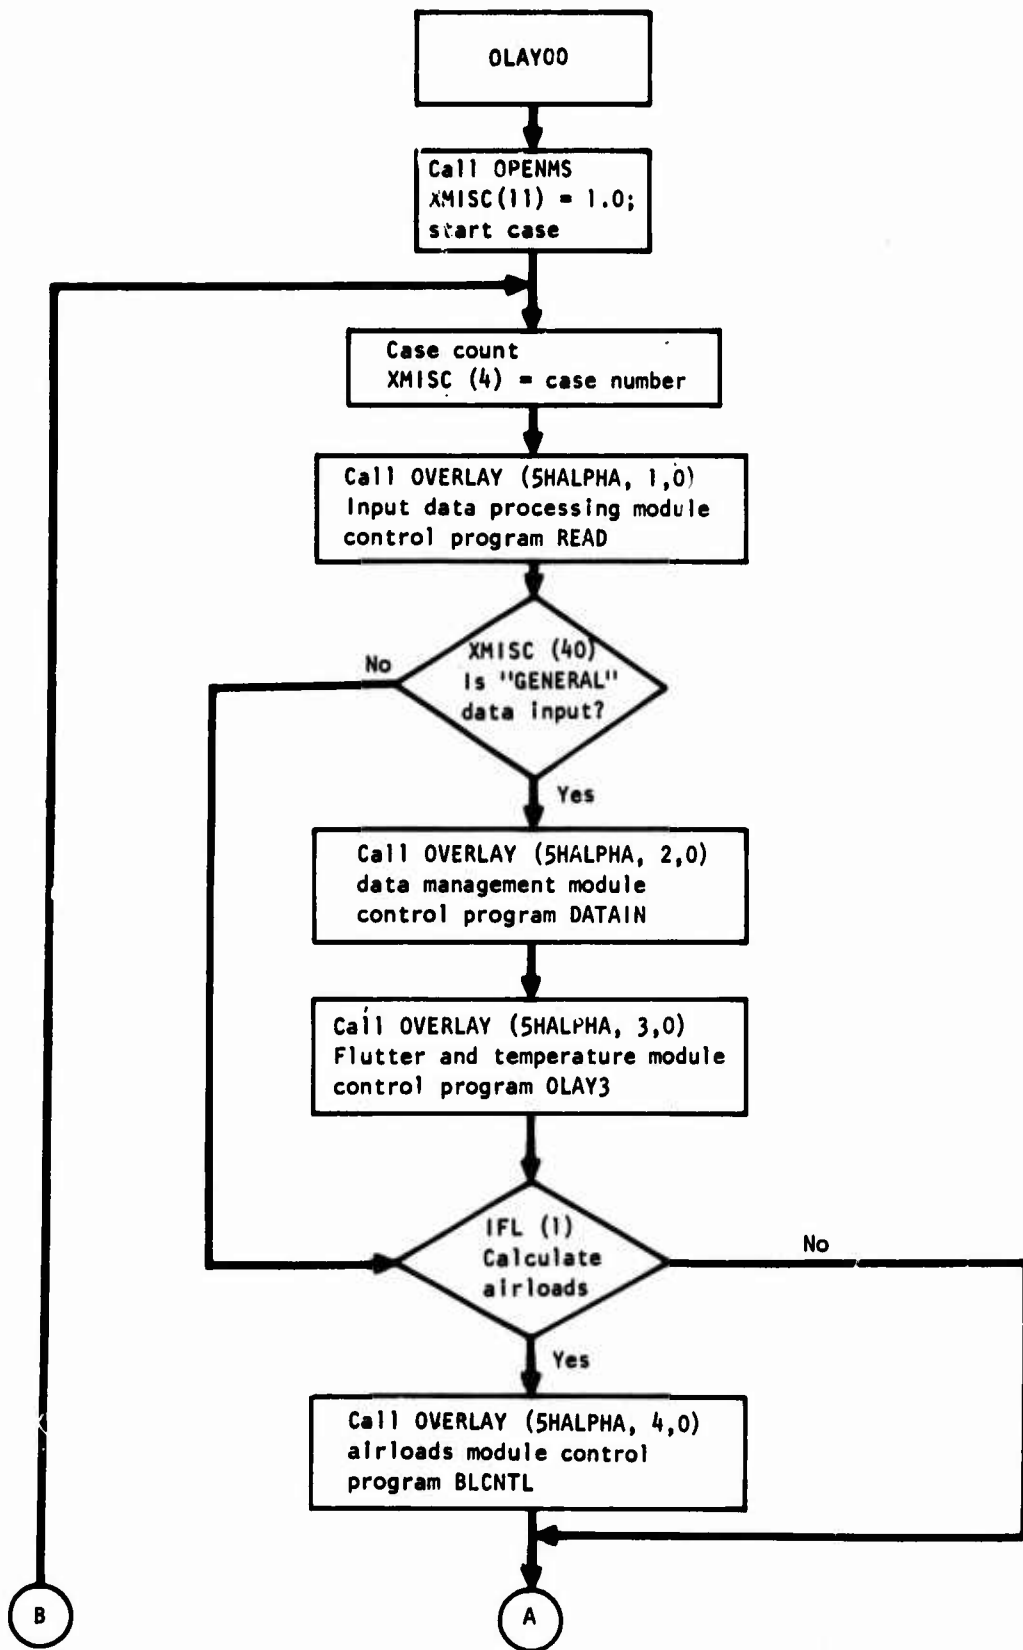 OLAY00
Call OPENMS
XMISC(11) = 1.0;
start case
Case count
XMISC (4) = case number
Call OVERLAY (5HALPHA, 1,0)
Input data processing module
control program READ
XMISC (40)
Is "GENERAL"
data input?
No
Yes
Call OVERLAY (5HALPHA, 2,0)
data management module
control program DATAIN
Call OVERLAY (5HALPHA, 3,0)
Flutter and temperature module
control program OLAY3
IFL (1)
Calculate
airloads
No
Yes
Call OVERLAY (5HALPHA, 4,0)
airloads module control
program BLCNTL
B
A